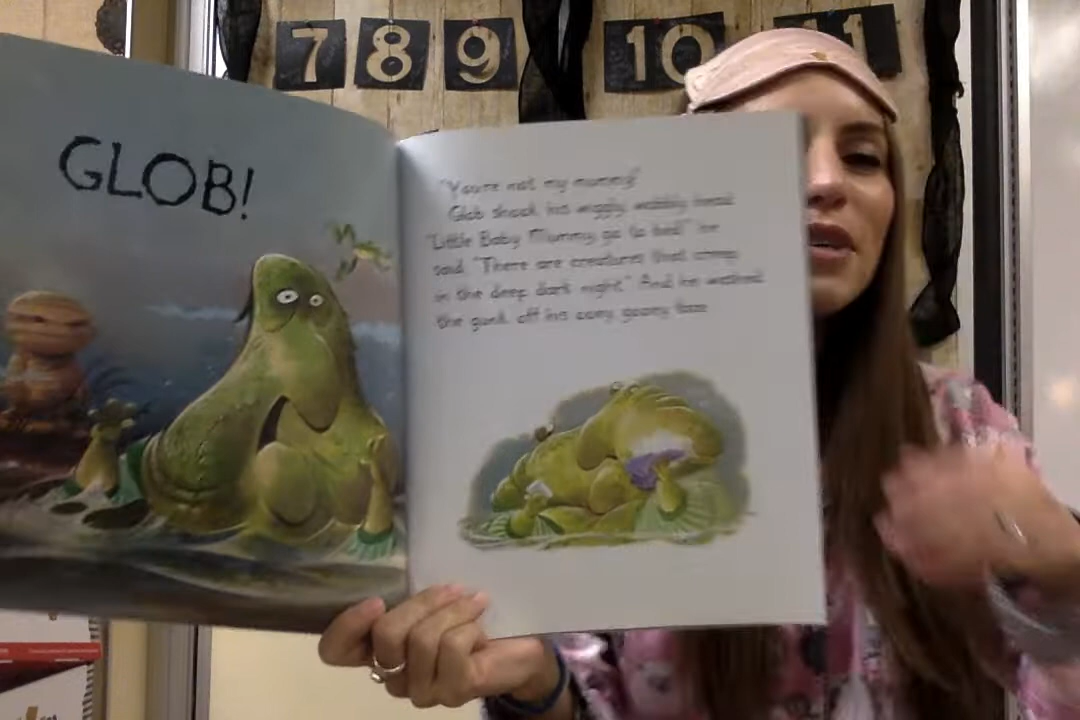 7 8 9 10 11
GLOB!
"You're not my mummy!"
Glob shook his wiggly, wobbly head.
"Little Baby Mummy go to bed!" he
said. "There are creatures that creep
in the deep dark night." And he washed
the gunk off his oozy, gooey face.